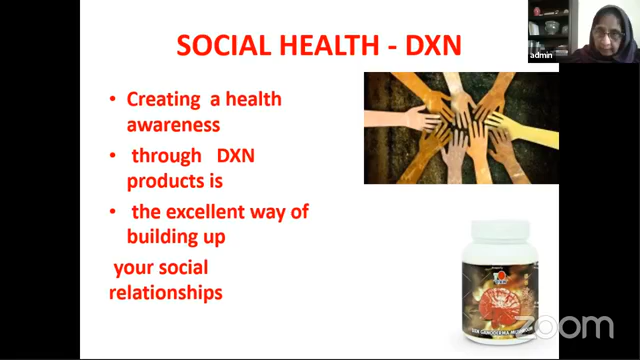 SOCIAL HEALTH - DXN
admin
• Creating a health
awareness
• through DXN
products is
• the excellent way of
building up
your social
relationships
zoom